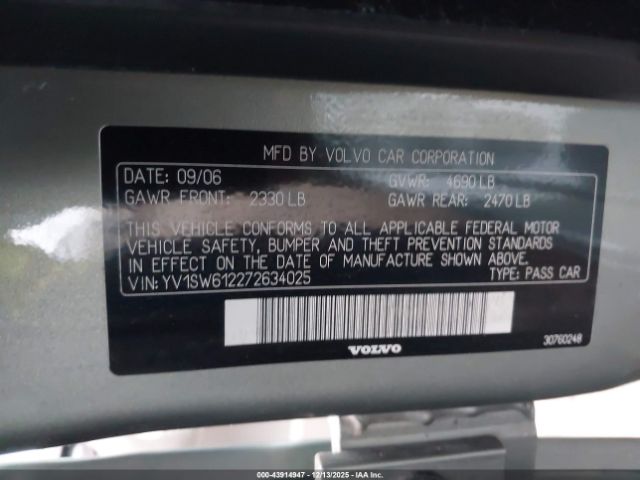 MFD BY VOLVO CAR CORPORATION
DATE: 09/06 GVWR: 4690 LB
GAWR FRONT: 2330 LB GAWR REAR: 2470 LB
THIS VEHICLE CONFORMS TO ALL APPLICABLE FEDERAL MOTOR
VEHICLE SAFETY, BUMPER AND THEFT PREVENTION STANDARDS
IN EFFECT ON THE DATE OF MANUFACTURE SHOWN ABOVE.
VIN: YV1SW612272634025 TYPE: PASS CAR
VOLVO 30760248
000-43914947 - 12/13/2025 - IAAI.com